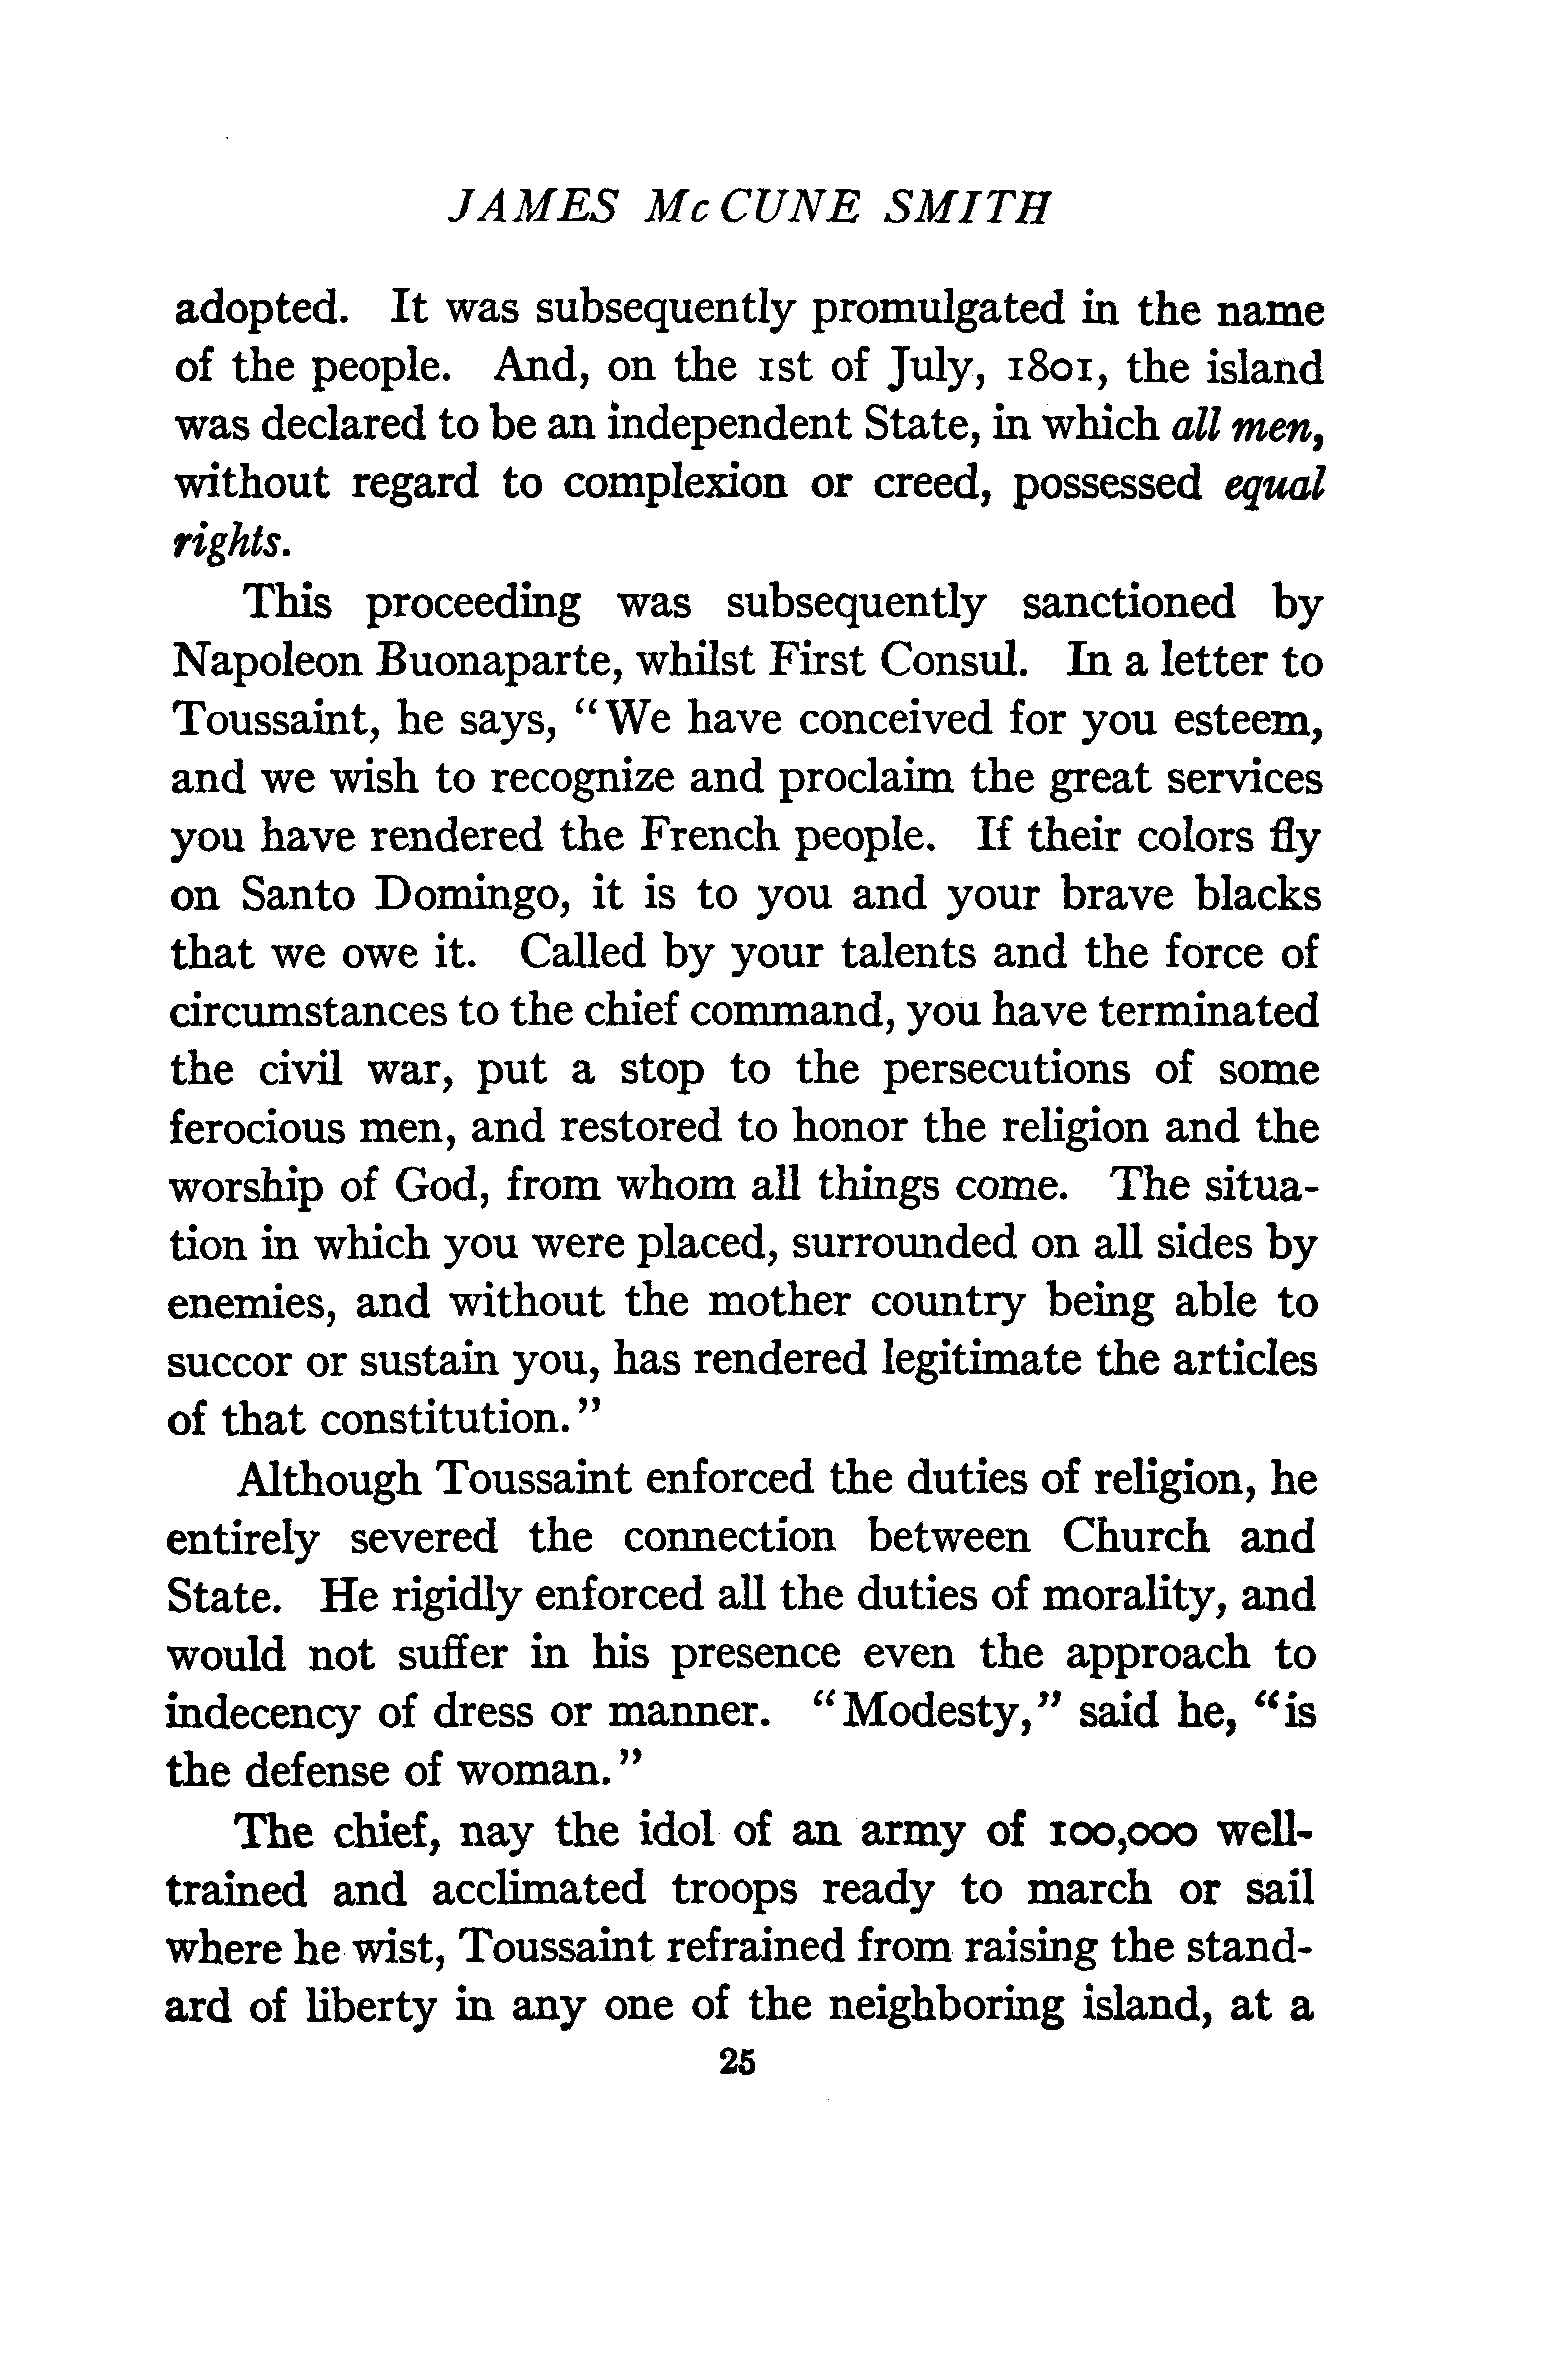 JAMES McCUNE SMITH
adopted. It was subsequently promulgated in the name
of the people. And, on the 1st of July, 1801, the island
was declared to be an independent State, in which all men,
without regard to complexion or creed, possessed equal
rights.
This proceeding was subsequently sanctioned by
Napoleon Buonaparte, whilst First Consul. In a letter to
Toussaint, he says, “We have conceived for you esteem,
and we wish to recognize and proclaim the great services
you have rendered the French people. If their colors fly
on Santo Domingo, it is to you and your brave blacks
that we owe it. Called by your talents and the force of
circumstances to the chief command, you have terminated
the civil war, put a stop to the persecutions of some
ferocious men, and restored to honor the religion and the
worship of God, from whom all things come. The situa-
tion in which you were placed, surrounded on all sides by
enemies, and without the mother country being able to
succor or sustain you, has rendered legitimate the articles
of that constitution.”
Although Toussaint enforced the duties of religion, he
entirely severed the connection between Church and
State. He rigidly enforced all the duties of morality, and
would not suffer in his presence even the approach to
indecency of dress or manner. “Modesty,” said he, “is
the defense of woman.”
The chief, nay the idol of an army of 100,000 well-
trained and acclimated troops ready to march or sail
where he wist, Toussaint refrained from raising the stand-
ard of liberty in any one of the neighboring island, at a
25